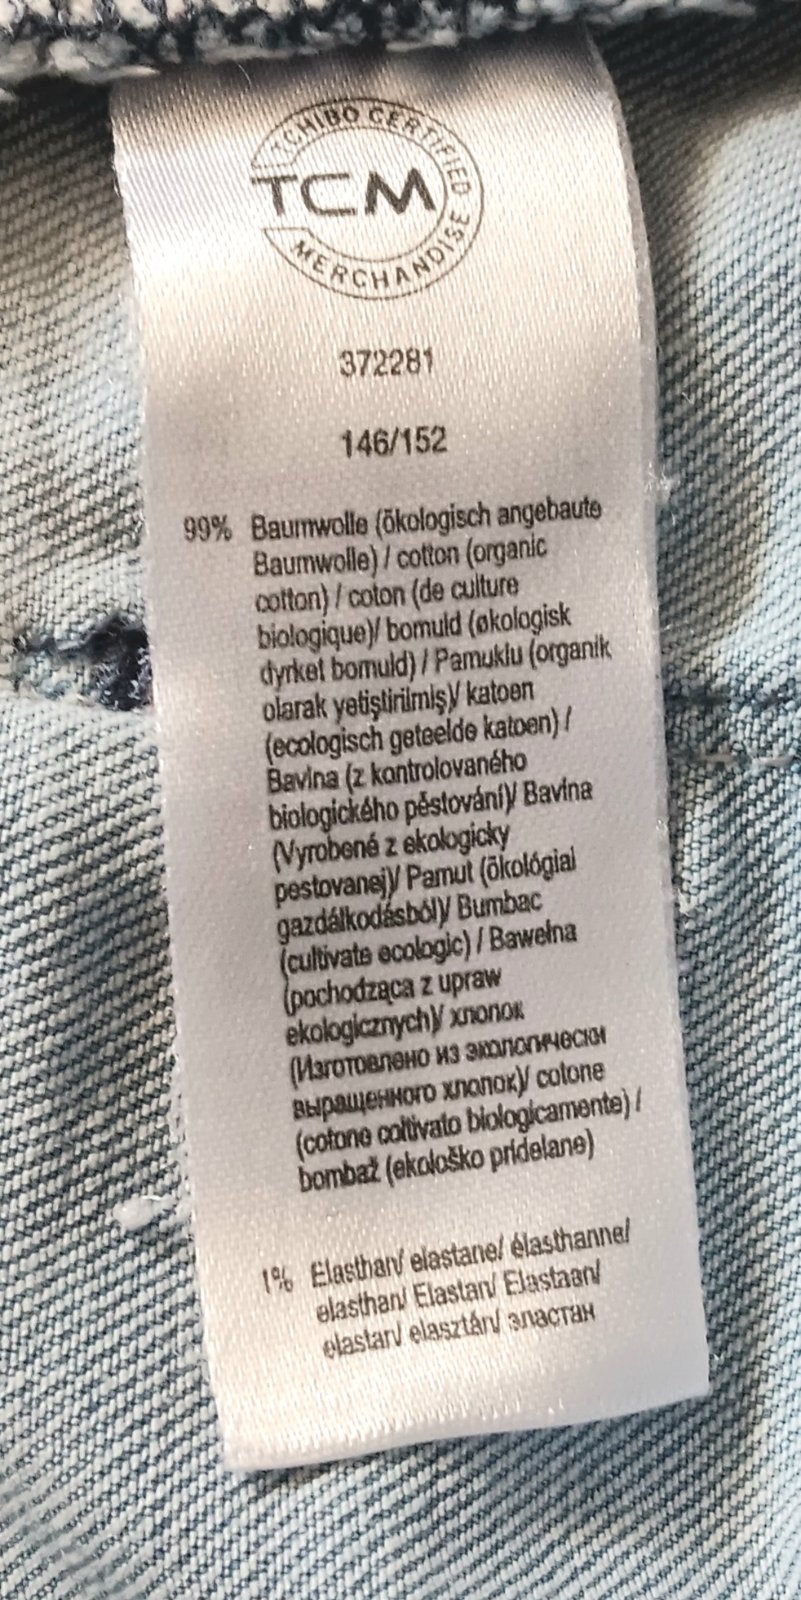 TCHIBO CERTIFIED
TCM
MERCHANDISE
372281
146/152
99% Baumwolle (ökologisch angebaute
Baumwolle) / cotton (organic
cotton) / coton (de culture
biologique)/ bomuld (økologisk
dyrket bomuld) / Pamuklu (organik
olarak yetiştirilmiş)/ katoen
(ecologisch geteelde katoen) /
Bavlna (z kontrolovaného
biologického pěstování)/ Bavlna
(Vyrobené z ekologicky
pestovanej)/ Pamut (ökológiai
gazdálkodásból)/ Bumbac
(cultivate ecologic) / Bawełna
(pochodząca z upraw
ekologicznych)/ хлопок
(Изготовлено из экологически
выращенного хлопок)/ cotone
(cotone coltivato biologicamente) /
bombaž (ekološko pridelane)
1% Elasthan/ elastane/ élasthanne/
elasthan/ Elastan/ Elastaan/
elastan/ elasztán/ эластан